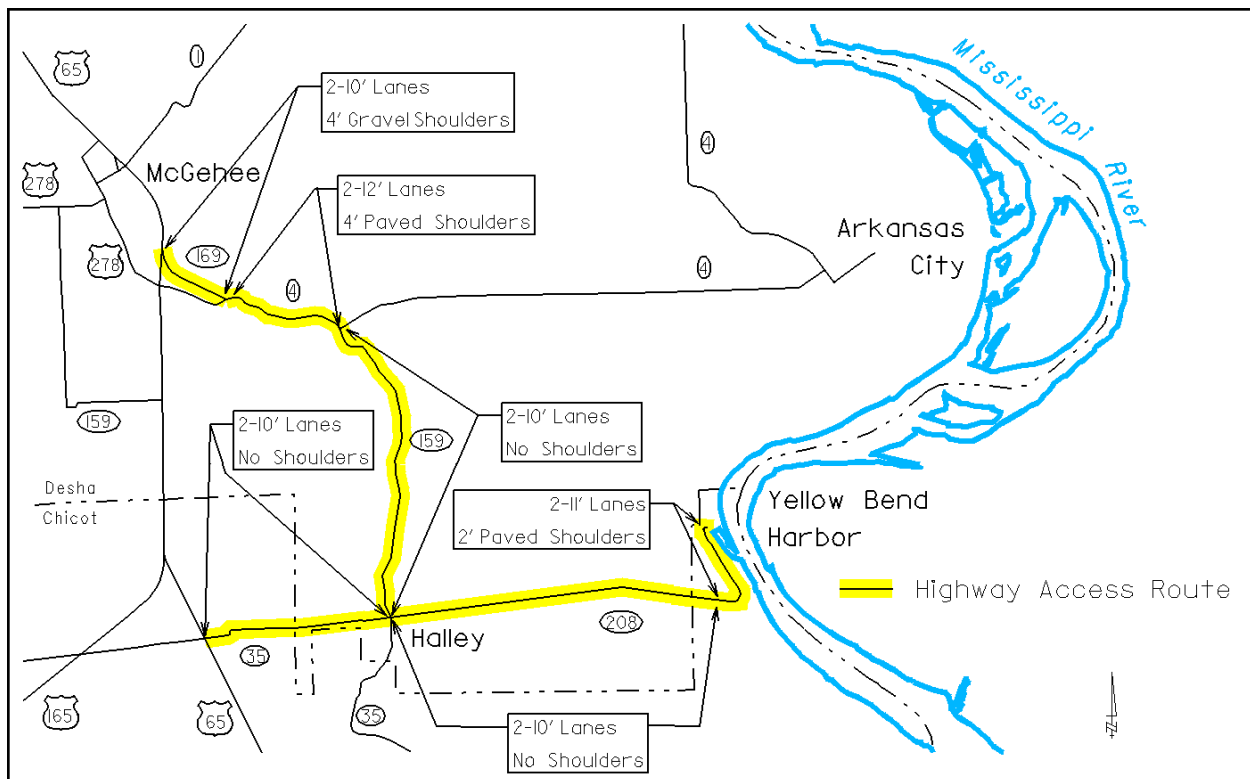 65
1
2-10' Lanes
4' Gravel Shoulders
Mississippi
River
McGehee
278
2-12' Lanes
4' Paved Shoulders
4
Arkansas
City
169
278
4
4
159
2-10' Lanes
No Shoulders
2-10' Lanes
No Shoulders
159
Desha
Chicot
2-11' Lanes
2' Paved Shoulders
Yellow Bend
Harbor
Highway Access Route
Halley
208
35
165
65
35
2-10' Lanes
No Shoulders
N